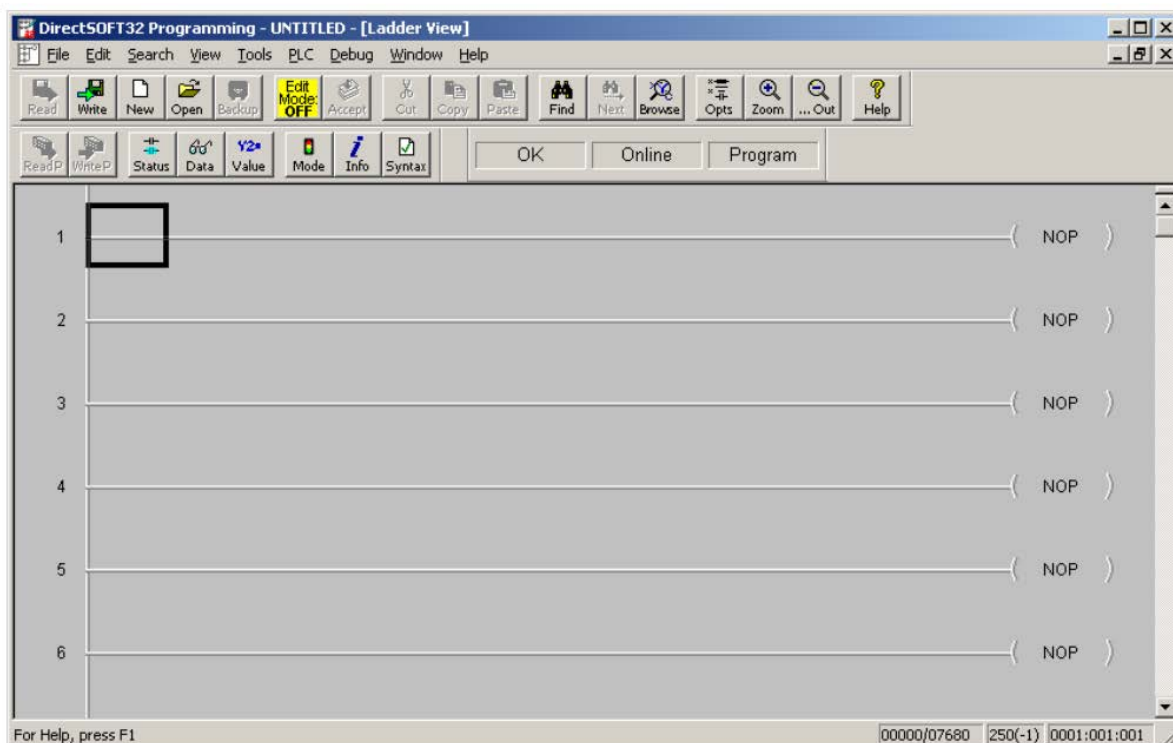 DirectSOFT32 Programming - UNTITLED - [Ladder View]
File Edit Search View Tools PLC Debug Window Help
Read Write New Open Backup Edit Mode: OFF Accept Cut Copy Paste Find Next Browse Opts Zoom ... Out Help
ReadP WriteP Status Data Value Mode Info Syntax OK Online Program
1 ( NOP )
2 ( NOP )
3 ( NOP )
4 ( NOP )
5 ( NOP )
6 ( NOP )
For Help, press F1 00000/07680 250(-1) 0001:001:001